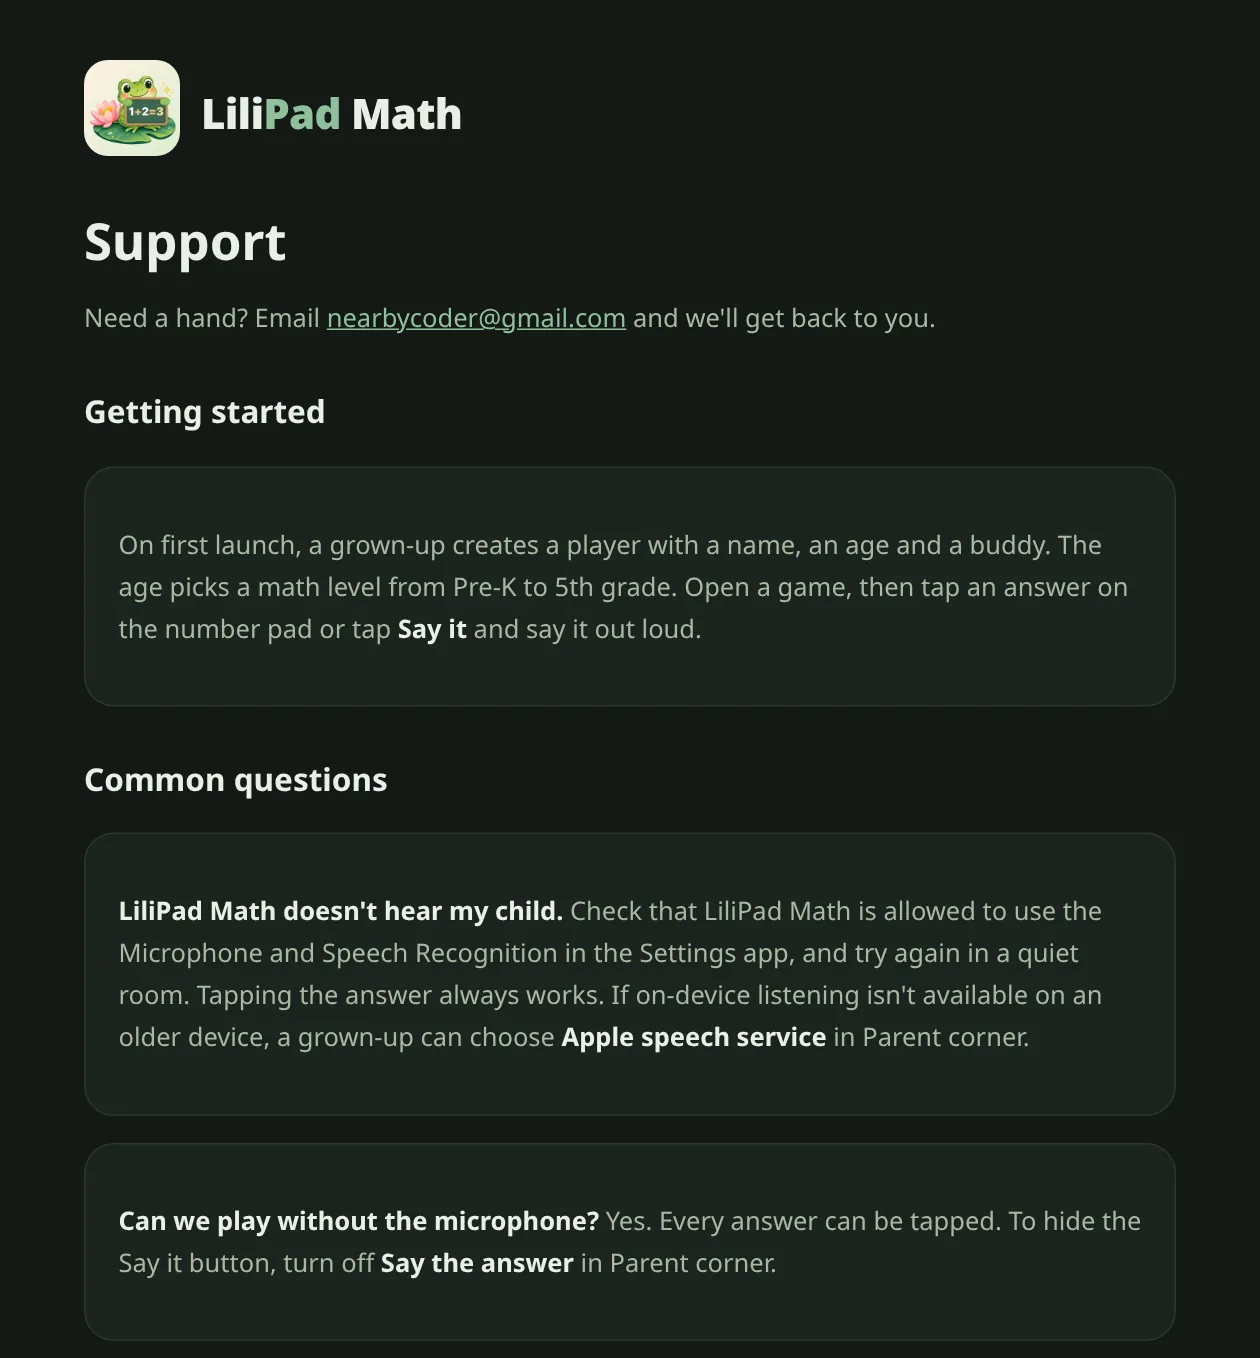 1+2=3
LiliPad Math
Support
Need a hand? Email nearbycoder@gmail.com and we'll get back to you.
Getting started
On first launch, a grown-up creates a player with a name, an age and a buddy. The
age picks a math level from Pre-K to 5th grade. Open a game, then tap an answer on
the number pad or tap Say it and say it out loud.
Common questions
LiliPad Math doesn't hear my child. Check that LiliPad Math is allowed to use the
Microphone and Speech Recognition in the Settings app, and try again in a quiet
room. Tapping the answer always works. If on-device listening isn't available on an
older device, a grown-up can choose Apple speech service in Parent corner.
Can we play without the microphone? Yes. Every answer can be tapped. To hide the
Say it button, turn off Say the answer in Parent corner.